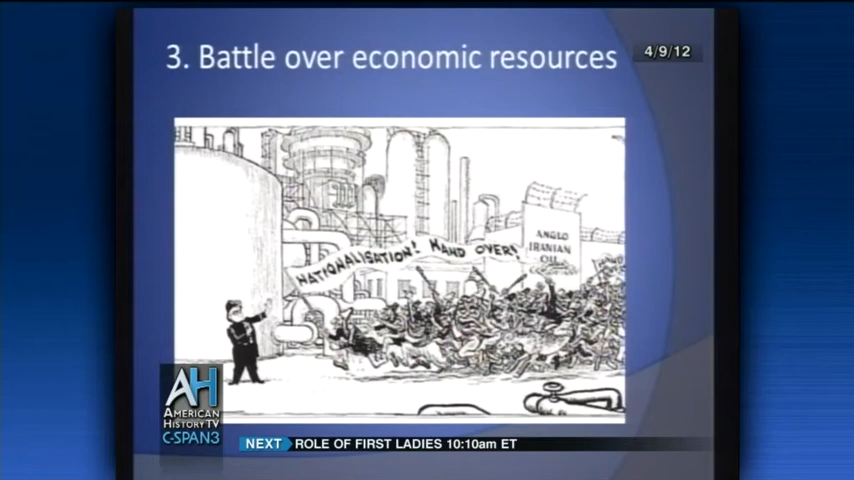 3. Battle over economic resources
4/9/12
NATIONALISATION! HAND OVER!
ANGLO
IRANIAN
OIL
AH
AMERICAN
HISTORY TV
C-SPAN3
NEXT ROLE OF FIRST LADIES 10:10am ET